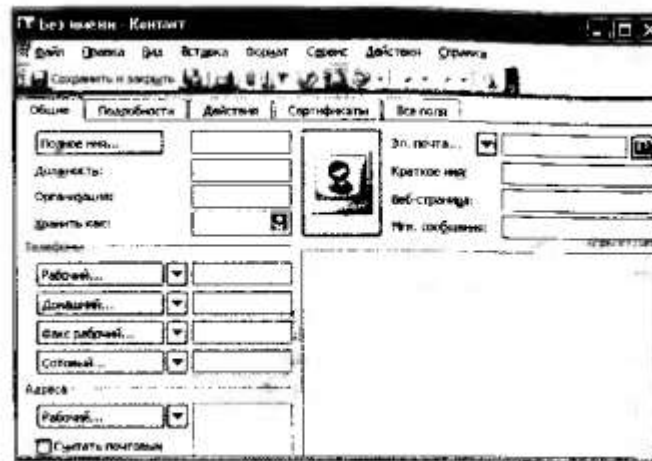 Без имени - Контакт
Файл Правка Вид Вставка Формат Сервис Действия Справка
Сохранить и закрыть
Общие Подробности Действия Сертификаты Все поля
Полное имя... Эл. почта...
Должность: Краткое имя:
Организация: Веб-страница:
Хранить как: Мгн. сообщения:
Телефоны
Рабочий...
Домашний...
Факс рабочий...
Сотовый...
Адреса
Рабочий...
Считать почтовым